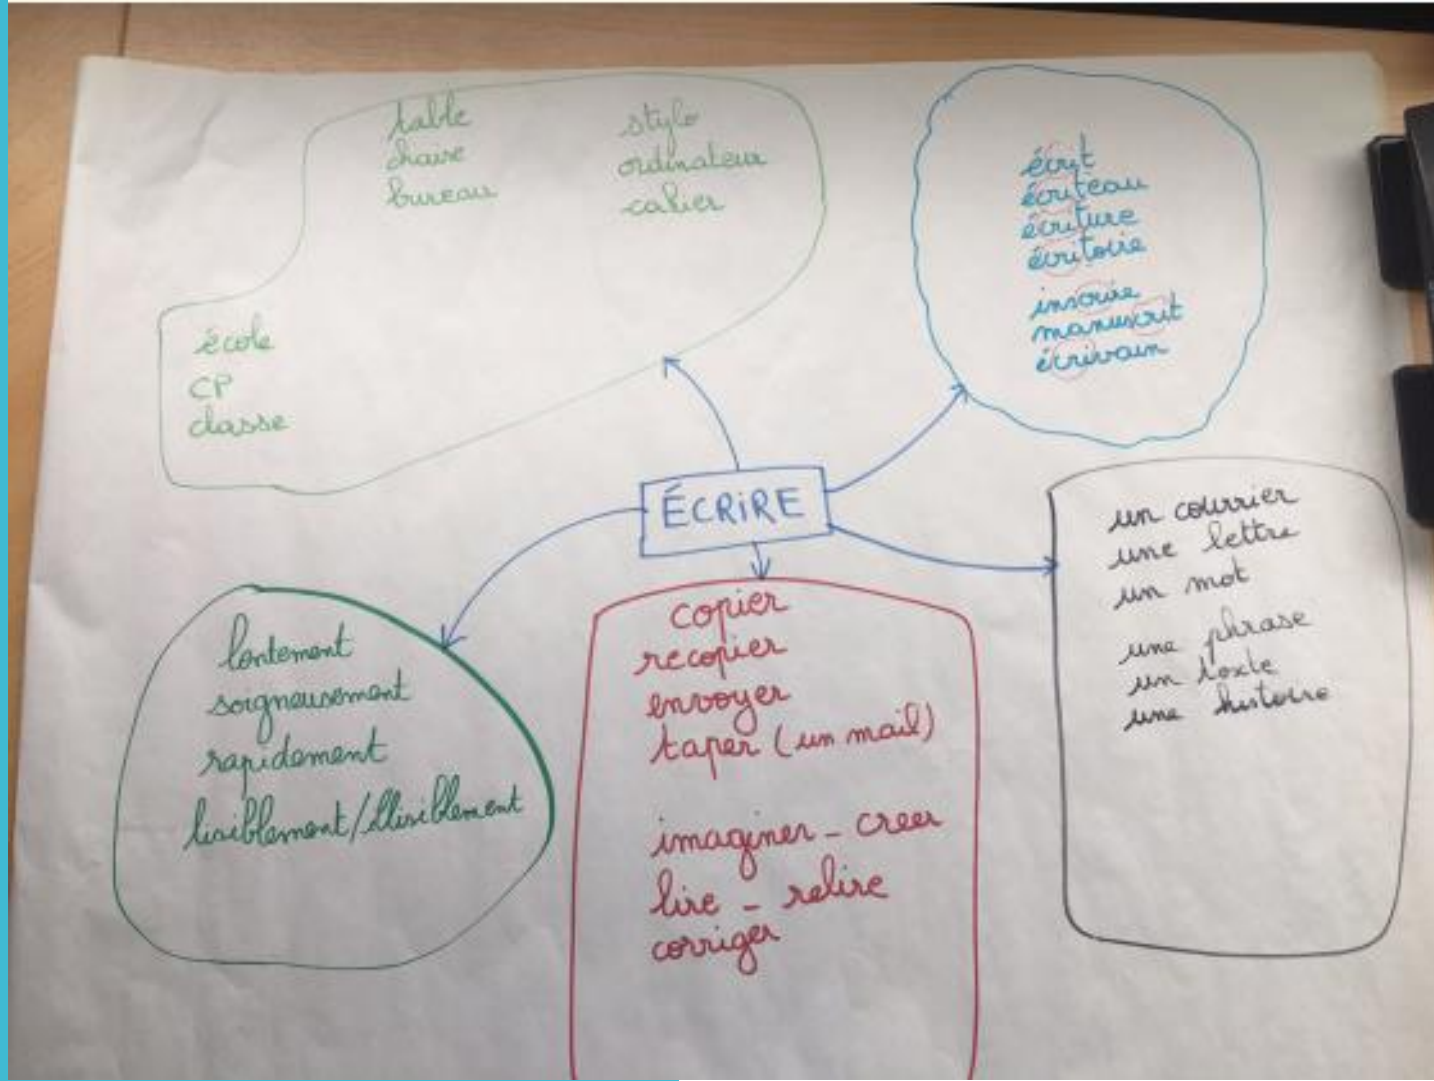 table
chaise
bureau
stylo
ordinateur
cahier
école
CP
classe
écrit
écriteau
écriture
écritoire
inscrire
manuscrit
écrivain
ÉCRIRE
un courrier
une lettre
un mot
une phrase
un texte
une histoire
lentement
soigneusement
rapidement
lisiblement/illisiblement
copier
recopier
envoyer
taper (un mail)
imaginer - creer
lire - relire
corriger